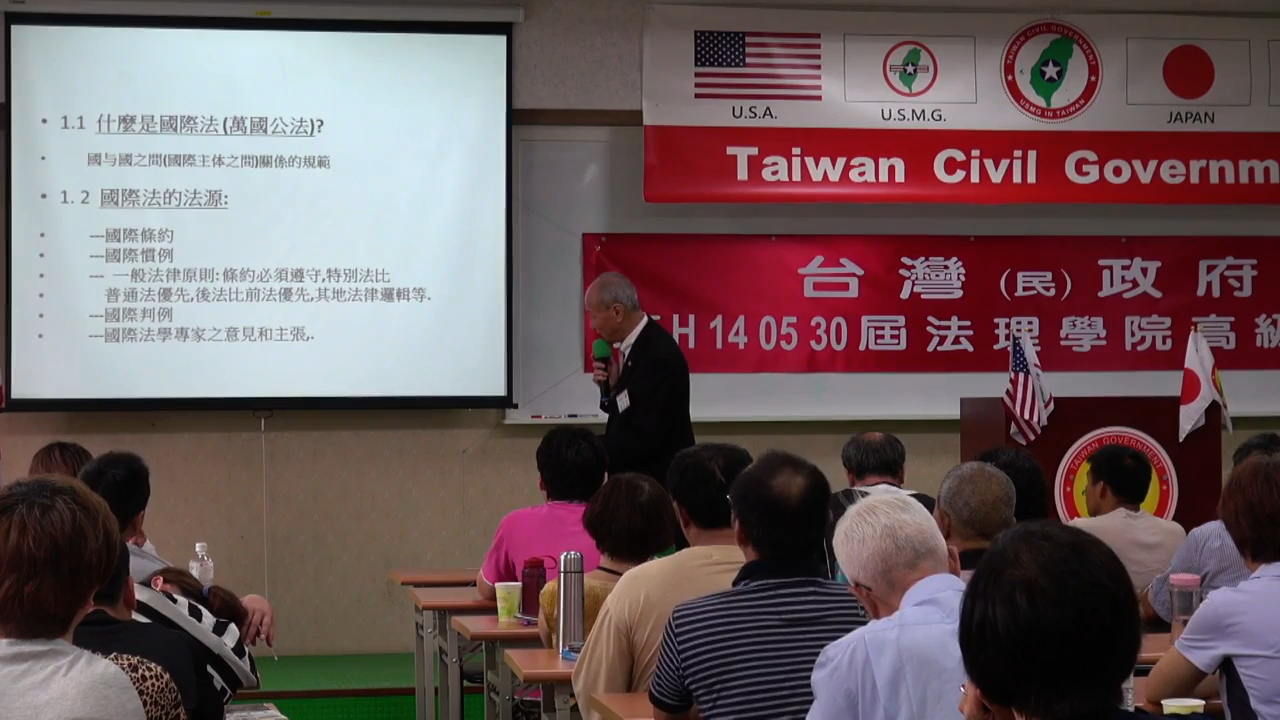 • 1.1 什麼是國際法(萬國公法)?
• 國与國之間(國際主体之間)關係的規範
• 1. 2 國際法的法源:
• ---國際條約
• ---國際慣例
• --- 一般法律原則: 條約必須遵守,特別法比
• 普通法優先,後法比前法優先,其地法律邏輯等.
• ---國際判例
• ---國際法學專家之意見和主張,.
TAIWAN CIVIL GOVERNMENT
USMG IN TAIWAN
U.S.A.
U.S.M.G.
JAPAN
Taiwan Civil Governm
台灣(民)政府
H 14 05 30 屆法理學院高級
TAIWAN GOVERNMENT